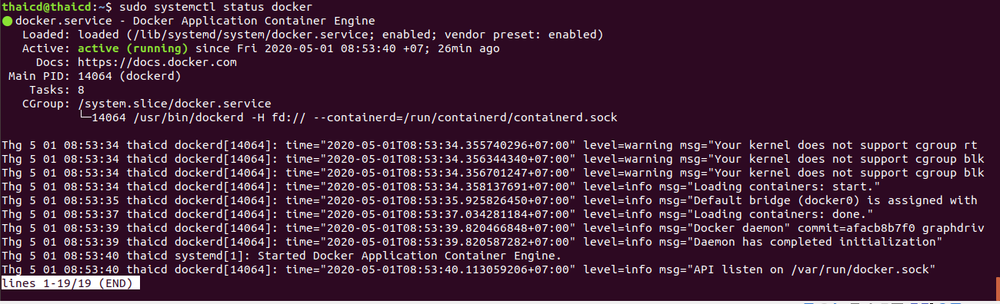 thaicd@thaicd:~$ sudo systemctl status docker
● docker.service - Docker Application Container Engine
   Loaded: loaded (/lib/systemd/system/docker.service; enabled; vendor preset: enabled)
   Active: active (running) since Fri 2020-05-01 08:53:40 +07; 26min ago
     Docs: https://docs.docker.com
 Main PID: 14064 (dockerd)
    Tasks: 8
   CGroup: /system.slice/docker.service
           └─14064 /usr/bin/dockerd -H fd:// --containerd=/run/containerd/containerd.sock

Thg 5 01 08:53:34 thaicd dockerd[14064]: time="2020-05-01T08:53:34.355740296+07:00" level=warning msg="Your kernel does not support cgroup rt
Thg 5 01 08:53:34 thaicd dockerd[14064]: time="2020-05-01T08:53:34.356344340+07:00" level=warning msg="Your kernel does not support cgroup blk
Thg 5 01 08:53:34 thaicd dockerd[14064]: time="2020-05-01T08:53:34.356701247+07:00" level=warning msg="Your kernel does not support cgroup blk
Thg 5 01 08:53:34 thaicd dockerd[14064]: time="2020-05-01T08:53:34.358137691+07:00" level=info msg="Loading containers: start."
Thg 5 01 08:53:35 thaicd dockerd[14064]: time="2020-05-01T08:53:35.925826450+07:00" level=info msg="Default bridge (docker0) is assigned with
Thg 5 01 08:53:37 thaicd dockerd[14064]: time="2020-05-01T08:53:37.034281184+07:00" level=info msg="Loading containers: done."
Thg 5 01 08:53:39 thaicd dockerd[14064]: time="2020-05-01T08:53:39.820466848+07:00" level=info msg="Docker daemon" commit=afacb8b7f0 graphdriv
Thg 5 01 08:53:39 thaicd dockerd[14064]: time="2020-05-01T08:53:39.820587282+07:00" level=info msg="Daemon has completed initialization"
Thg 5 01 08:53:40 thaicd systemd[1]: Started Docker Application Container Engine.
Thg 5 01 08:53:40 thaicd dockerd[14064]: time="2020-05-01T08:53:40.113059206+07:00" level=info msg="API listen on /var/run/docker.sock"
lines 1-19/19 (END)